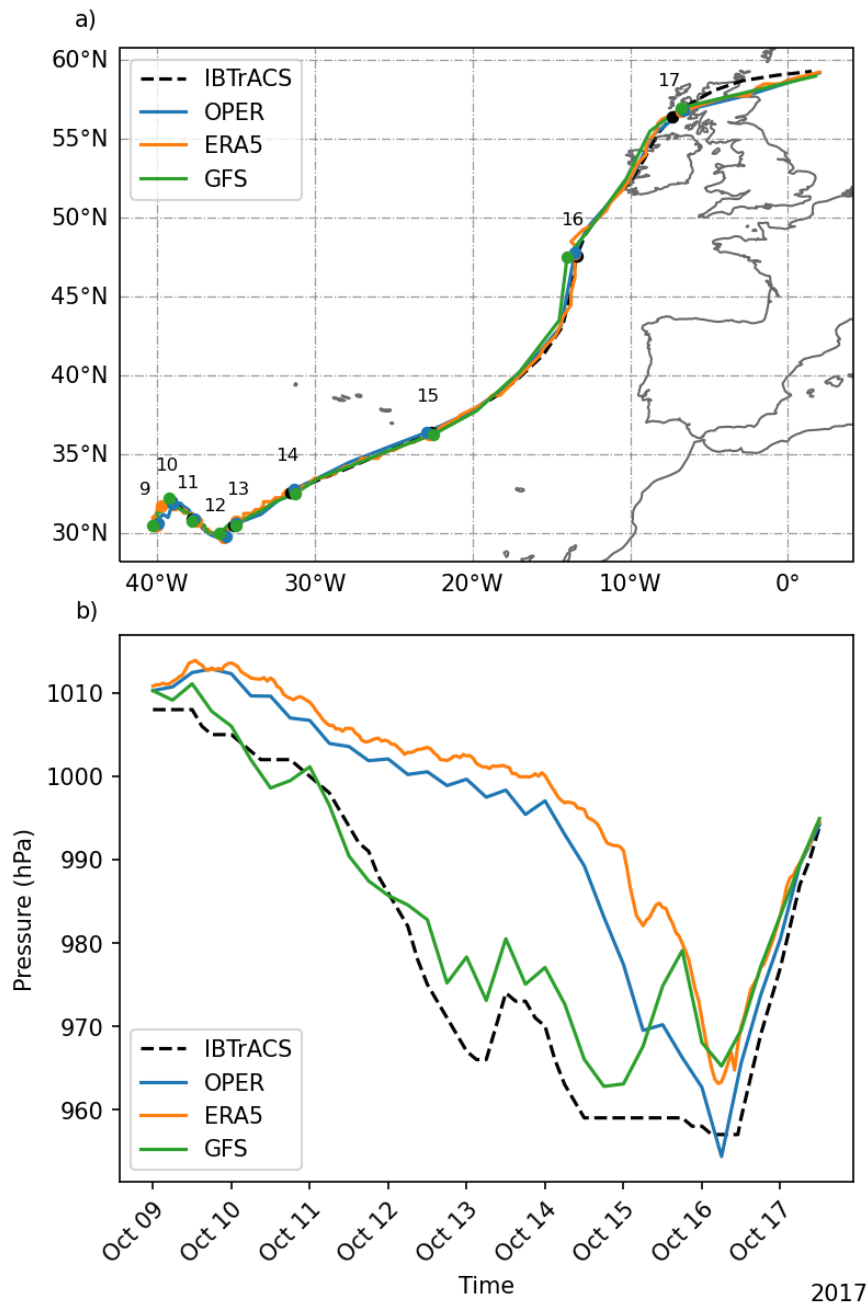 a)
60°N
55°N
50°N
45°N
40°N
35°N
30°N
IBTrACS
OPER
ERA5
GFS
17
16
15
14
13
12
11
10
9
40°W
30°W
20°W
10°W
0°
b)
Pressure (hPa)
1010
1000
990
980
970
960
IBTrACS
OPER
ERA5
GFS
Oct 09
Oct 10
Oct 11
Oct 12
Oct 13
Oct 14
Oct 15
Oct 16
Oct 17
Time
2017